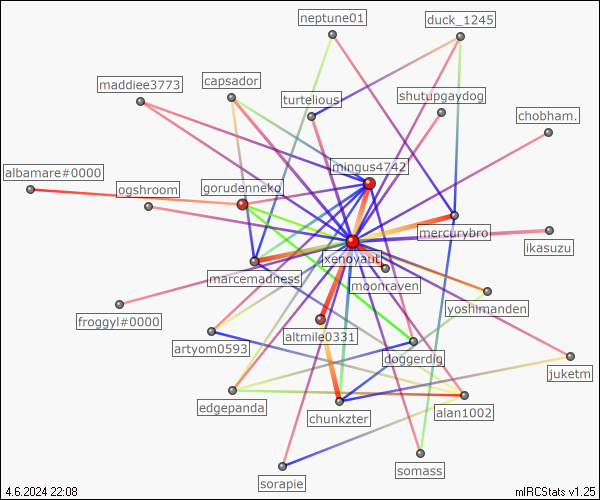 neptune01
duck_1245
maddiee3773
capsador
turtelious
shutupgaydog
chobham.
mingus4742
albamare#0000
ogshroom
gorudenneko
mercurybro
ikasuzu
xenoyaut
marcemadness
moonraven
yoshimanden
froggyl#0000
altmile0331
artyom0593
doggerdig
juketm
edgepanda
chunkzter
alan1002
somass
sorapie
4.6.2024 22:08
mIRCStats v1.25